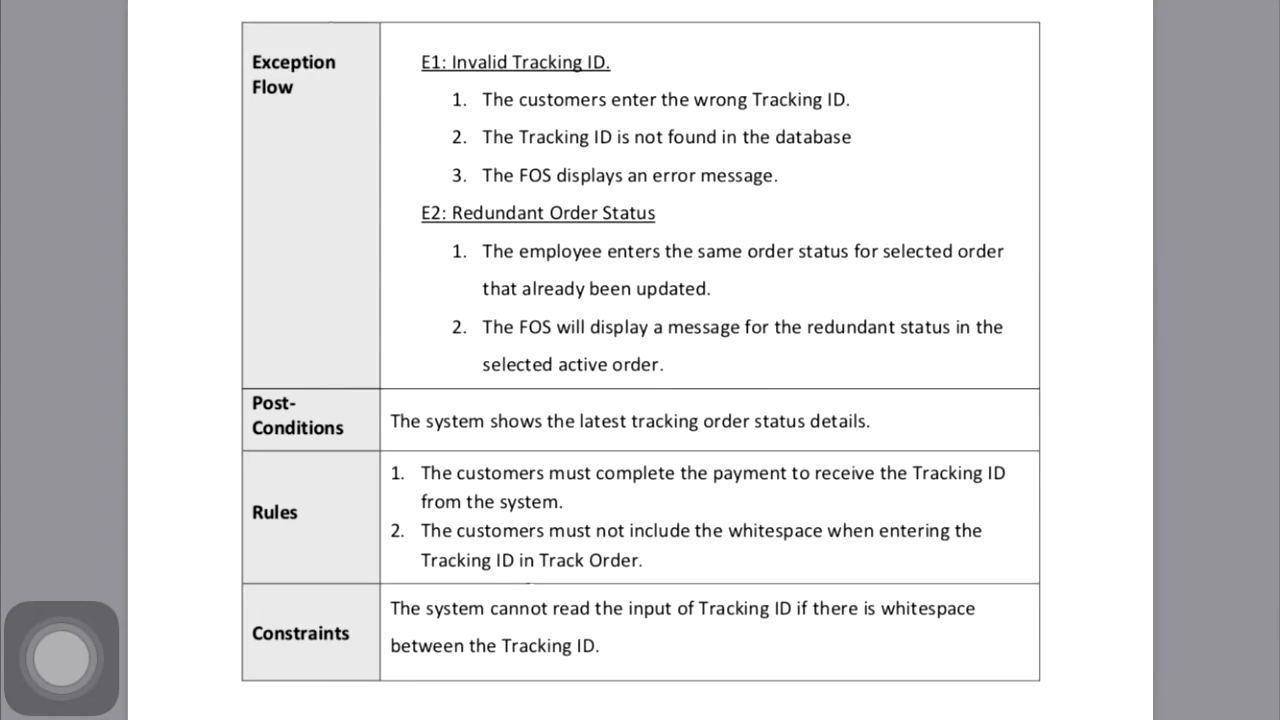 Exception
Flow
E1: Invalid Tracking ID.
1. The customers enter the wrong Tracking ID.
2. The Tracking ID is not found in the database
3. The FOS displays an error message.
E2: Redundant Order Status
1. The employee enters the same order status for selected order
that already been updated.
2. The FOS will display a message for the redundant status in the
selected active order.
Post-
Conditions
The system shows the latest tracking order status details.
Rules
1. The customers must complete the payment to receive the Tracking ID
from the system.
2. The customers must not include the whitespace when entering the
Tracking ID in Track Order.
Constraints
The system cannot read the input of Tracking ID if there is whitespace
between the Tracking ID.